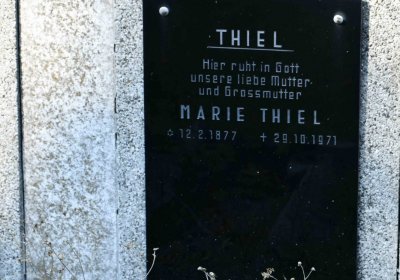 THIEL
Hier ruht in Gott
unsere liebe Mutter
und Grossmutter
MARIE THIEL
* 12.2.1877 + 29.10.1971